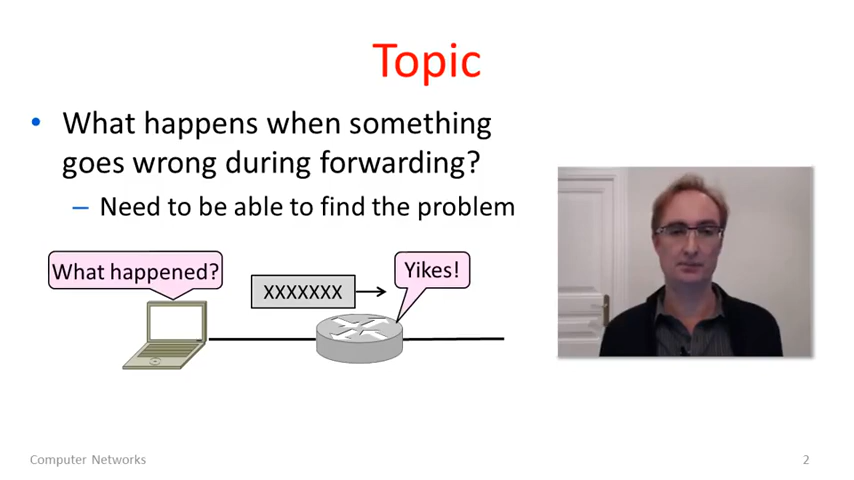 Topic
• What happens when something
goes wrong during forwarding?
– Need to be able to find the problem
What happened?
XXXXXXX
Yikes!
Computer Networks
2